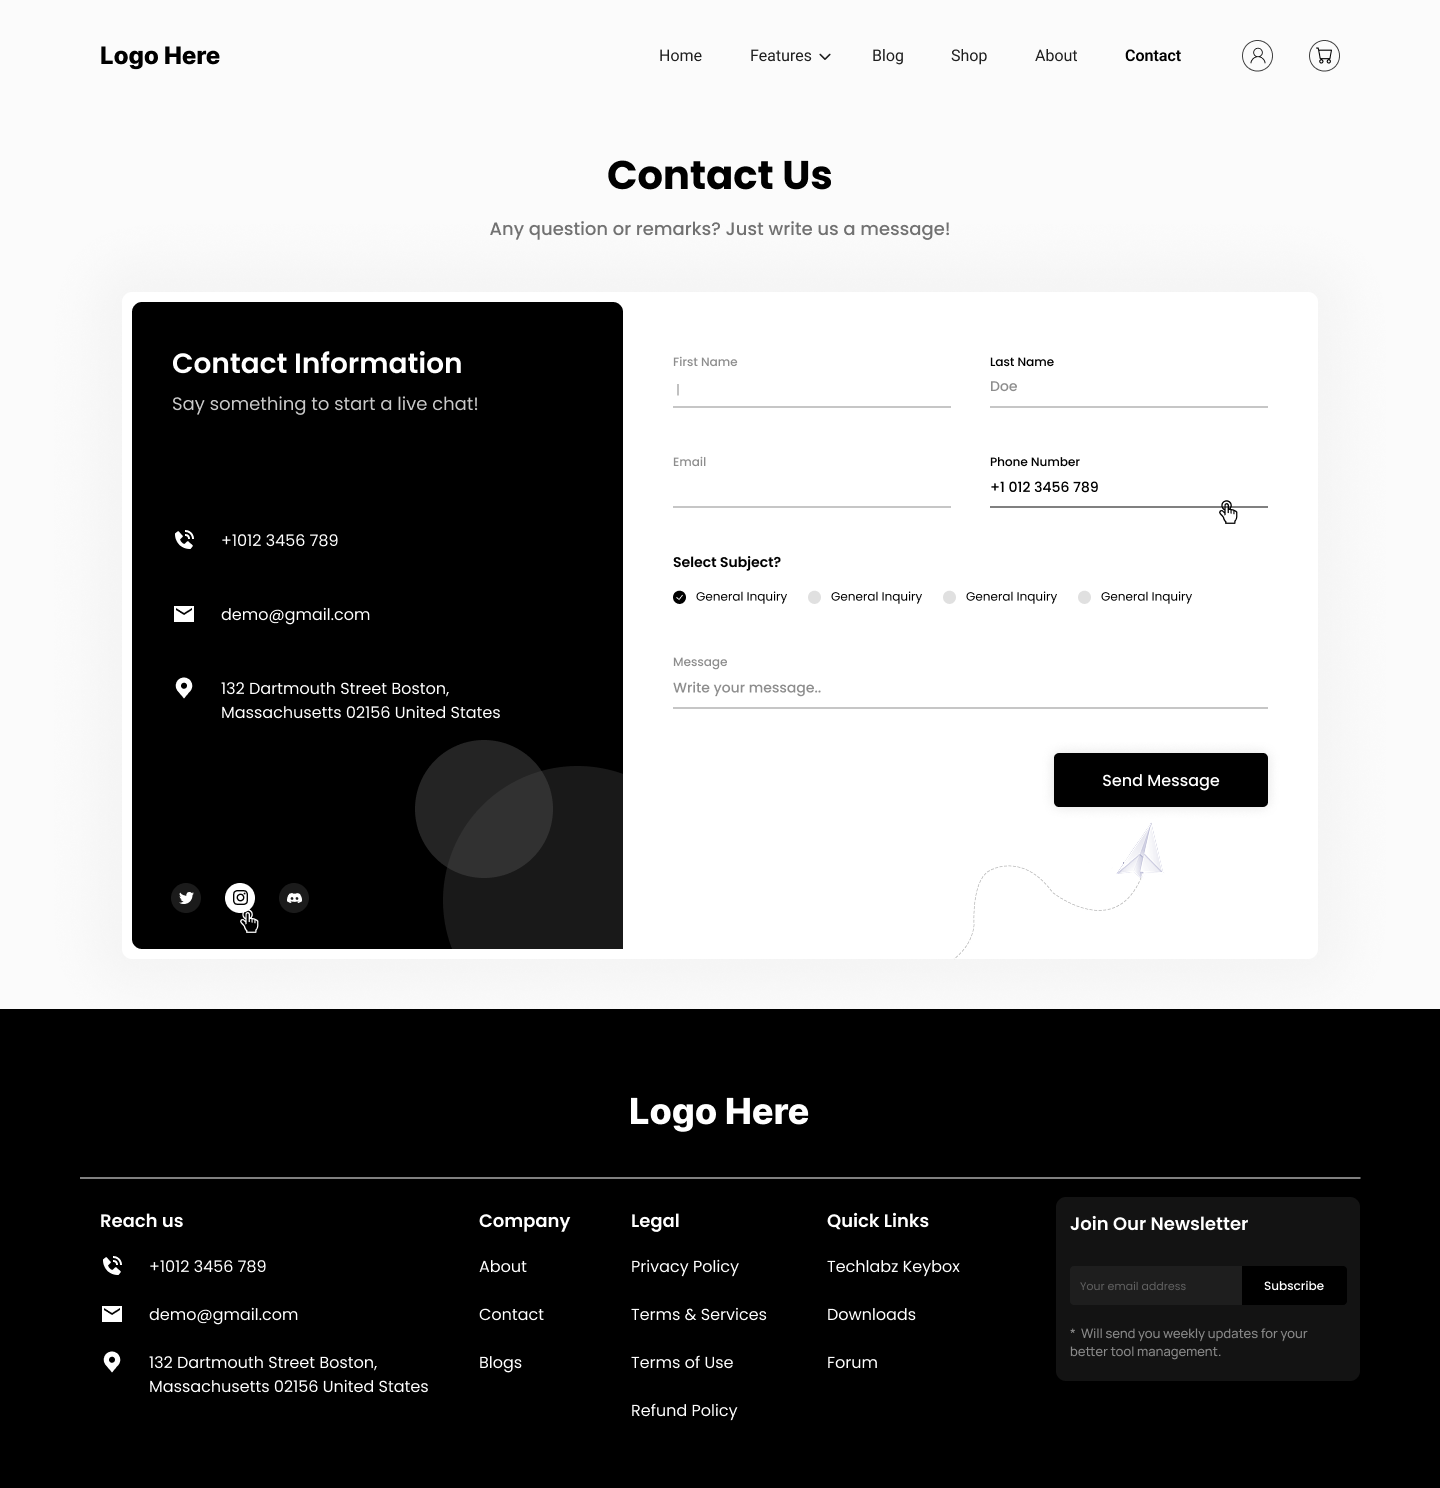 Logo Here
Home Features Blog Shop About Contact
Contact Us
Any question or remarks? Just write us a message!
Contact Information
Say something to start a live chat!
+1012 3456 789
demo@gmail.com
132 Dartmouth Street Boston,
Massachusetts 02156 United States
First Name
Last Name
Doe
Email
Phone Number
+1 012 3456 789
Select Subject?
General Inquiry General Inquiry General Inquiry General Inquiry
Message
Write your message..
Send Message
Logo Here
Reach us
+1012 3456 789
demo@gmail.com
132 Dartmouth Street Boston,
Massachusetts 02156 United States
Company
About
Contact
Blogs
Legal
Privacy Policy
Terms & Services
Terms of Use
Refund Policy
Quick Links
Techlabz Keybox
Downloads
Forum
Join Our Newsletter
Your email address
Subscribe
* Will send you weekly updates for your
better tool management.